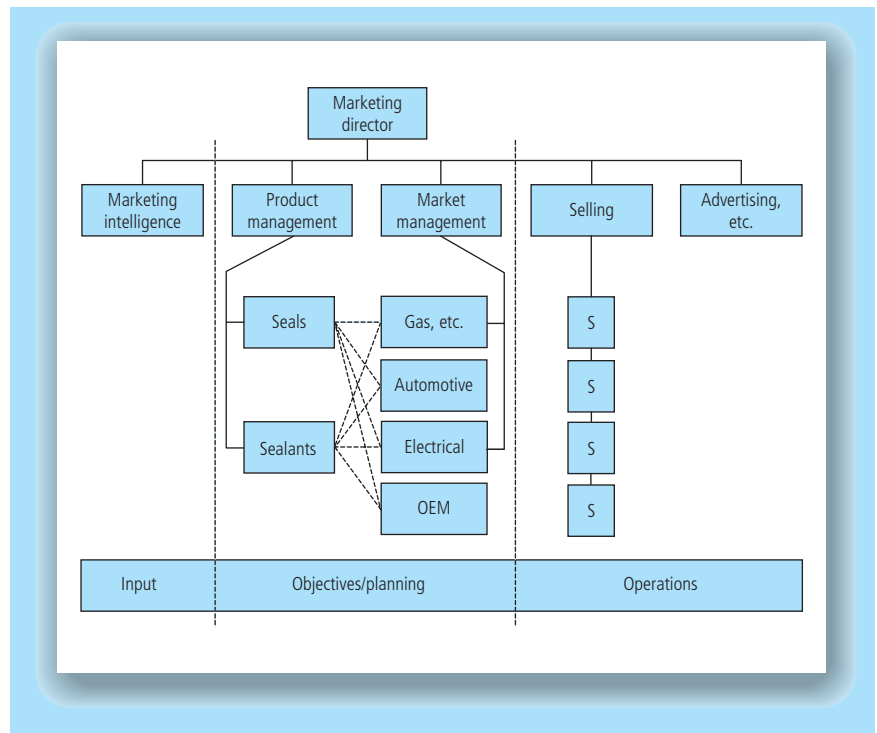 Marketing
director
Marketing
intelligence
Product
management
Market
management
Selling
Advertising,
etc.
Seals
Gas, etc.
S
Automotive
S
Sealants
Electrical
S
OEM
S
Input
Objectives/planning
Operations